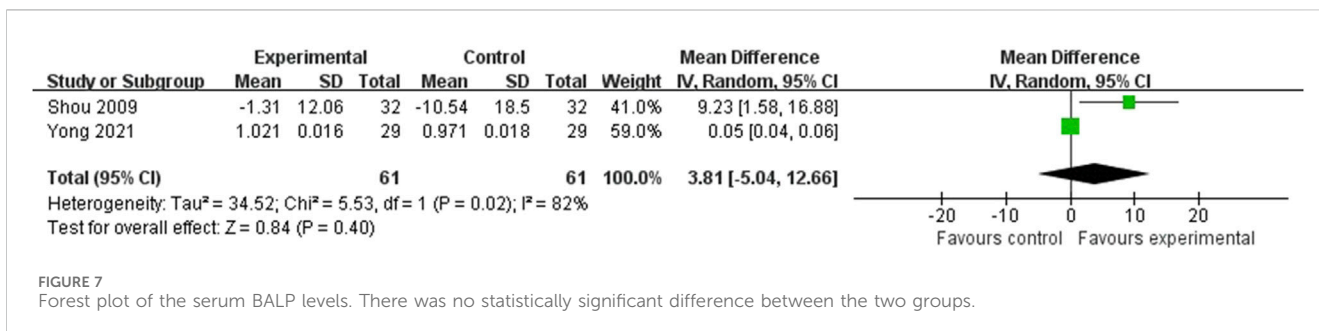 Experimental Control Mean Difference Mean Difference
Study or Subgroup Mean SD Total Mean SD Total Weight IV, Random, 95% CI IV, Random, 95% CI
Shou 2009 -1.31 12.06 32 -10.54 18.5 32 41.0% 9.23 [1.58, 16.88]
Yong 2021 1.021 0.016 29 0.971 0.018 29 59.0% 0.05 [0.04, 0.06]
Total (95% CI) 61 61 100.0% 3.81 [-5.04, 12.66]
Heterogeneity: Tau² = 34.52; Chi² = 5.53, df = 1 (P = 0.02); I² = 82%
Test for overall effect: Z = 0.84 (P = 0.40)
-20 -10 0 10 20
Favours control Favours experimental
FIGURE 7
Forest plot of the serum BALP levels. There was no statistically significant difference between the two groups.